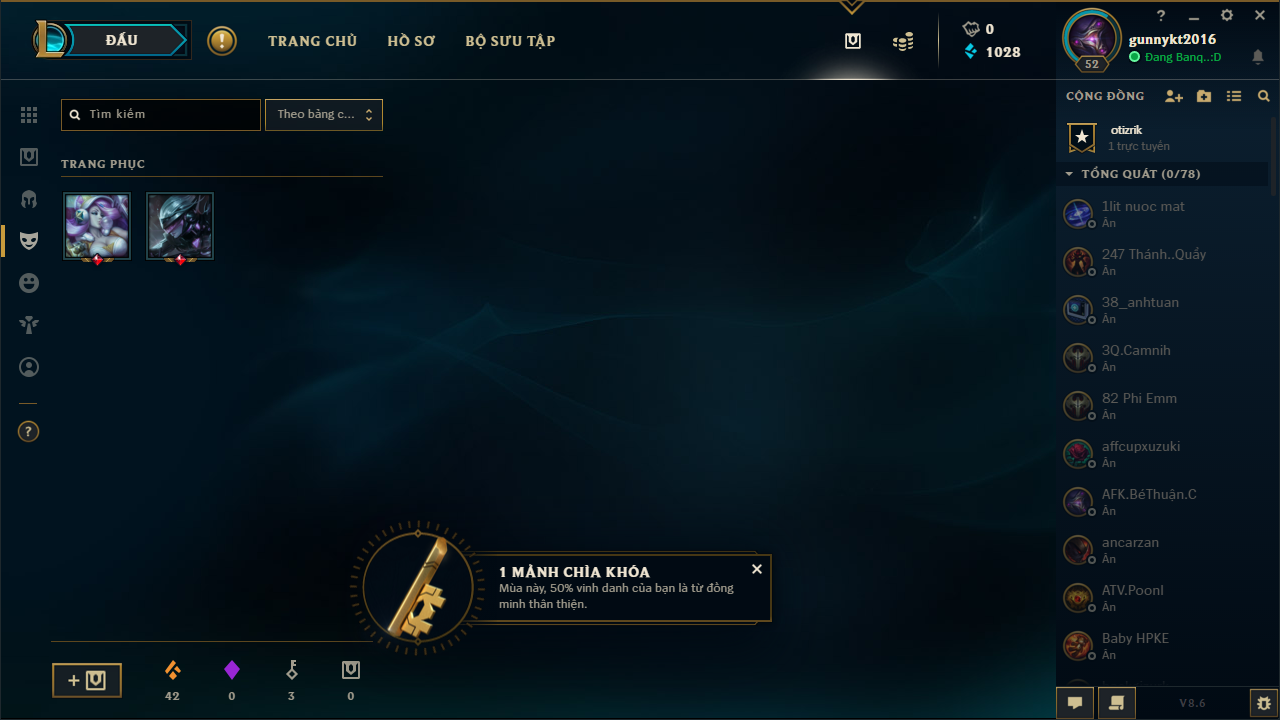 ĐẤU
TRANG CHỦ
HỒ SƠ
BỘ SƯU TẬP
0
1028
52
gunnykt2016
Đang Banq..:D
Tìm kiếm
Theo bảng c...
TRANG PHỤC
1 MẢNH CHÌA KHÓA
Mùa này, 50% vinh danh của bạn là từ đồng
minh thân thiện.
42
0
3
0
CỘNG ĐỒNG
otizrik
1 trực tuyến
TỔNG QUÁT (0/78)
1lit nuoc mat
Ẩn
247 Thánh..Quẩy
Ẩn
38_anhtuan
Ẩn
3Q.Camnih
Ẩn
82 Phi Emm
Ẩn
affcupxuzuki
Ẩn
AFK.BéThuận.C
Ẩn
ancarzan
Ẩn
ATV.Poonl
Ẩn
Baby HPKE
Ẩn
V8.6